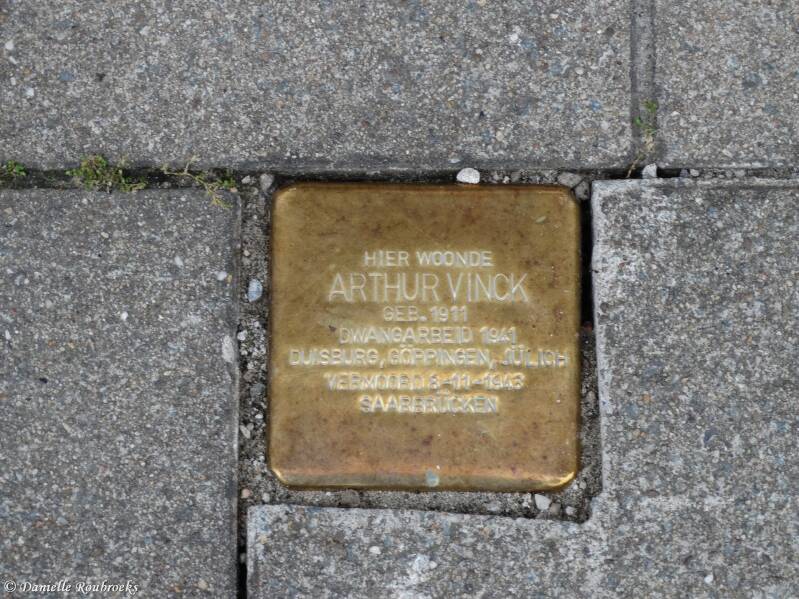 HIER WOONDE
ARTHUR VINCK
GEB. 1911
DWANGARBEID 1941
DUISBURG, GÖPPINGEN, JÜLICH
VERMOORD 8-11-1943
SAARBRÜCKEN
© Danielle Roubroeks